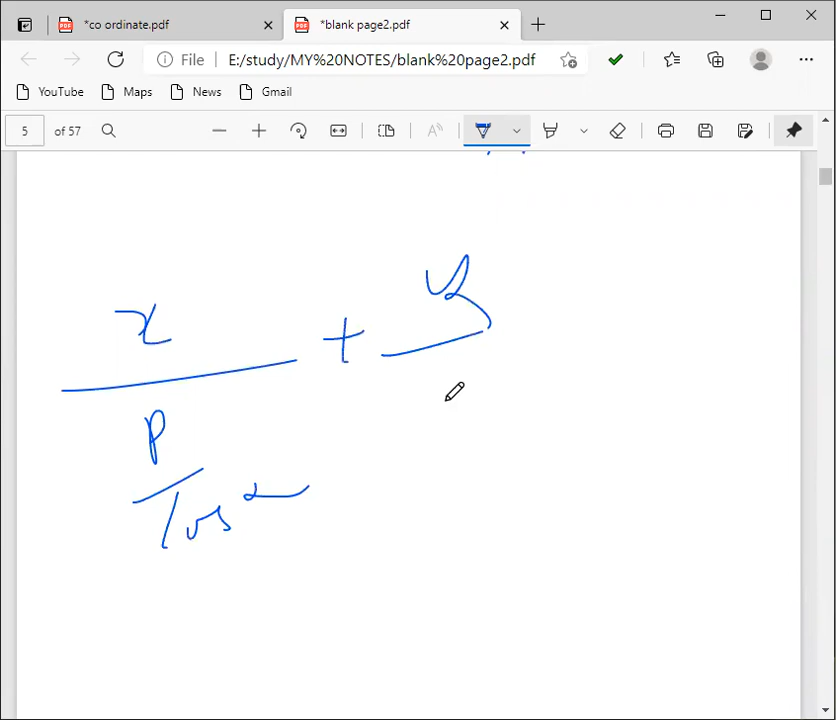 *co ordinate.pdf
*blank page2.pdf
File E:/study/MY%20NOTES/blank%20page2.pdf
YouTube Maps News Gmail
5 of 57 A
x + y
P
cos α